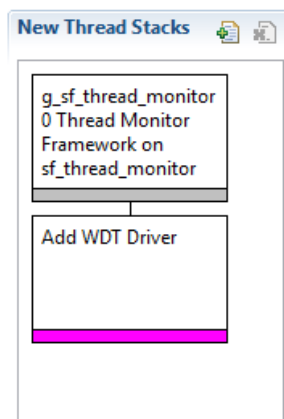 New Thread Stacks
g_sf_thread_monitor
0 Thread Monitor
Framework on
sf_thread_monitor
Add WDT Driver